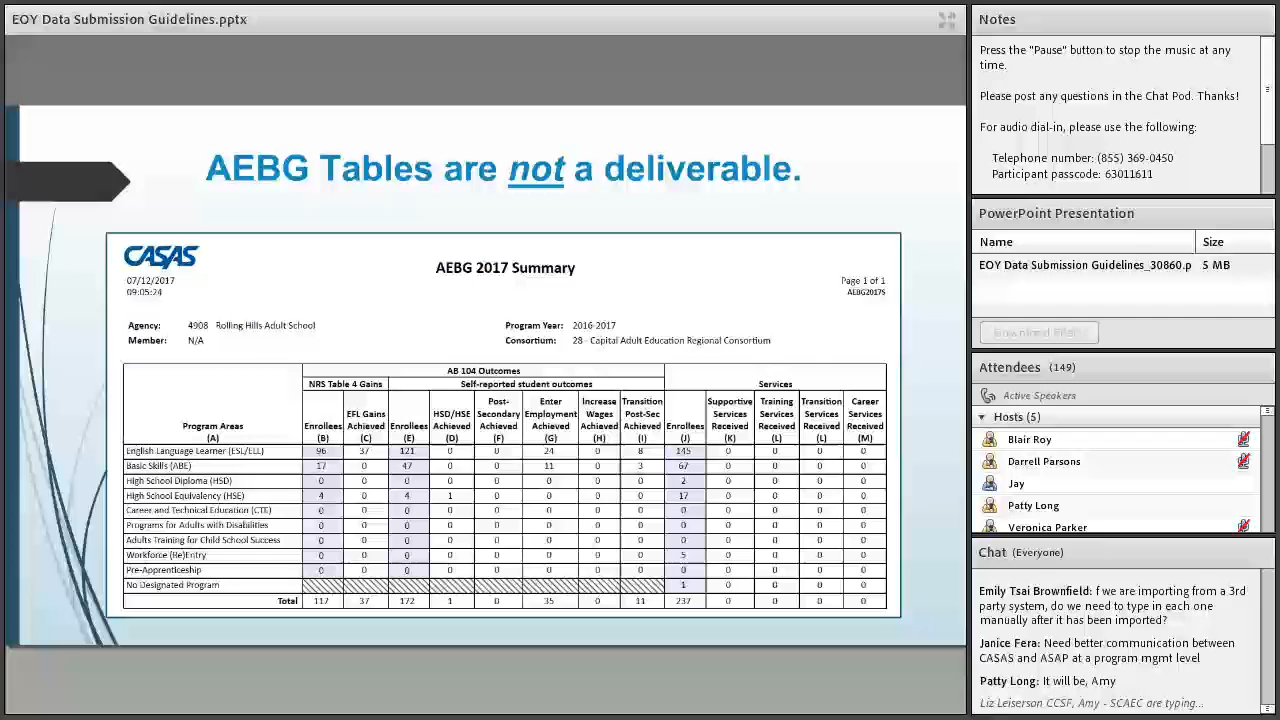 EOY Data Submission Guidelines.pptx
AEBG Tables are not a deliverable.
CASAS
07/12/2017
09:05:24
AEBG 2017 Summary
Page 1 of 1
AEBG2017S
Agency: 4908 Rolling Hills Adult School
Program Year: 2016-2017
Member: N/A
Consortium: 28 - Capital Adult Education Regional Consortium
AB 104 Outcomes
NRS Table 4 Gains Self-reported student outcomes Services
Program Areas (A)
Enrollees (B)
EFL Gains Achieved (C)
Enrollees (E)
HSD/HSE Achieved (D)
Post-Secondary Achieved (F)
Enter Employment Achieved (G)
Increase Wages Achieved (H)
Transition Post-Sec Achieved (I)
Enrollees (J)
Supportive Services Received (K)
Training Services Received (L)
Transition Services Received (L)
Career Services Received (M)
English Language Learner (ESL/ELL) 96 37 121 0 0 24 0 8 145 0 0 0 0
Basic Skills (ABE) 17 0 47 0 0 11 0 3 67 0 0 0 0
High School Diploma (HSD) 0 0 0 0 0 0 0 0 2 0 0 0 0
High School Equivalency (HSE) 4 0 4 1 0 0 0 0 17 0 0 0 0
Career and Technical Education (CTE) 0 0 0 0 0 0 0 0 0 0 0 0 0
Programs for Adults with Disabilities 0 0 0 0 0 0 0 0 0 0 0 0 0
Adults Training for Child School Success 0 0 0 0 0 0 0 0 0 0 0 0 0
Workforce (Re)Entry 0 0 0 0 0 0 0 0 5 0 0 0 0
Pre-Apprenticeship 0 0 0 0 0 0 0 0 0 0 0 0 0
No Designated Program 1 0 0 0 0
Total 117 37 172 1 0 35 0 11 237 0 0 0 0
Notes
Press the "Pause" button to stop the music at any
time.
Please post any questions in the Chat Pod. Thanks!
For audio dial-in, please use the following:
Telephone number: (855) 369-0450
Participant passcode: 63011611
PowerPoint Presentation
Name Size
EOY Data Submission Guidelines_30860.p 5 MB
Download File(s)
Attendees (149)
Active Speakers
Hosts (5)
Blair Roy
Darrell Parsons
Jay
Patty Long
Veronica Parker
Chat (Everyone)
Emily Tsai Brownfield: f we are importing from a 3rd
party system, do we need to type in each one
manually after it has been imported?
Janice Fera: Need better communication between
CASAS and ASAP at a program mgmt level
Patty Long: It will be, Amy
Liz Leiserson CCSF, Amy - SCAEC are typing...